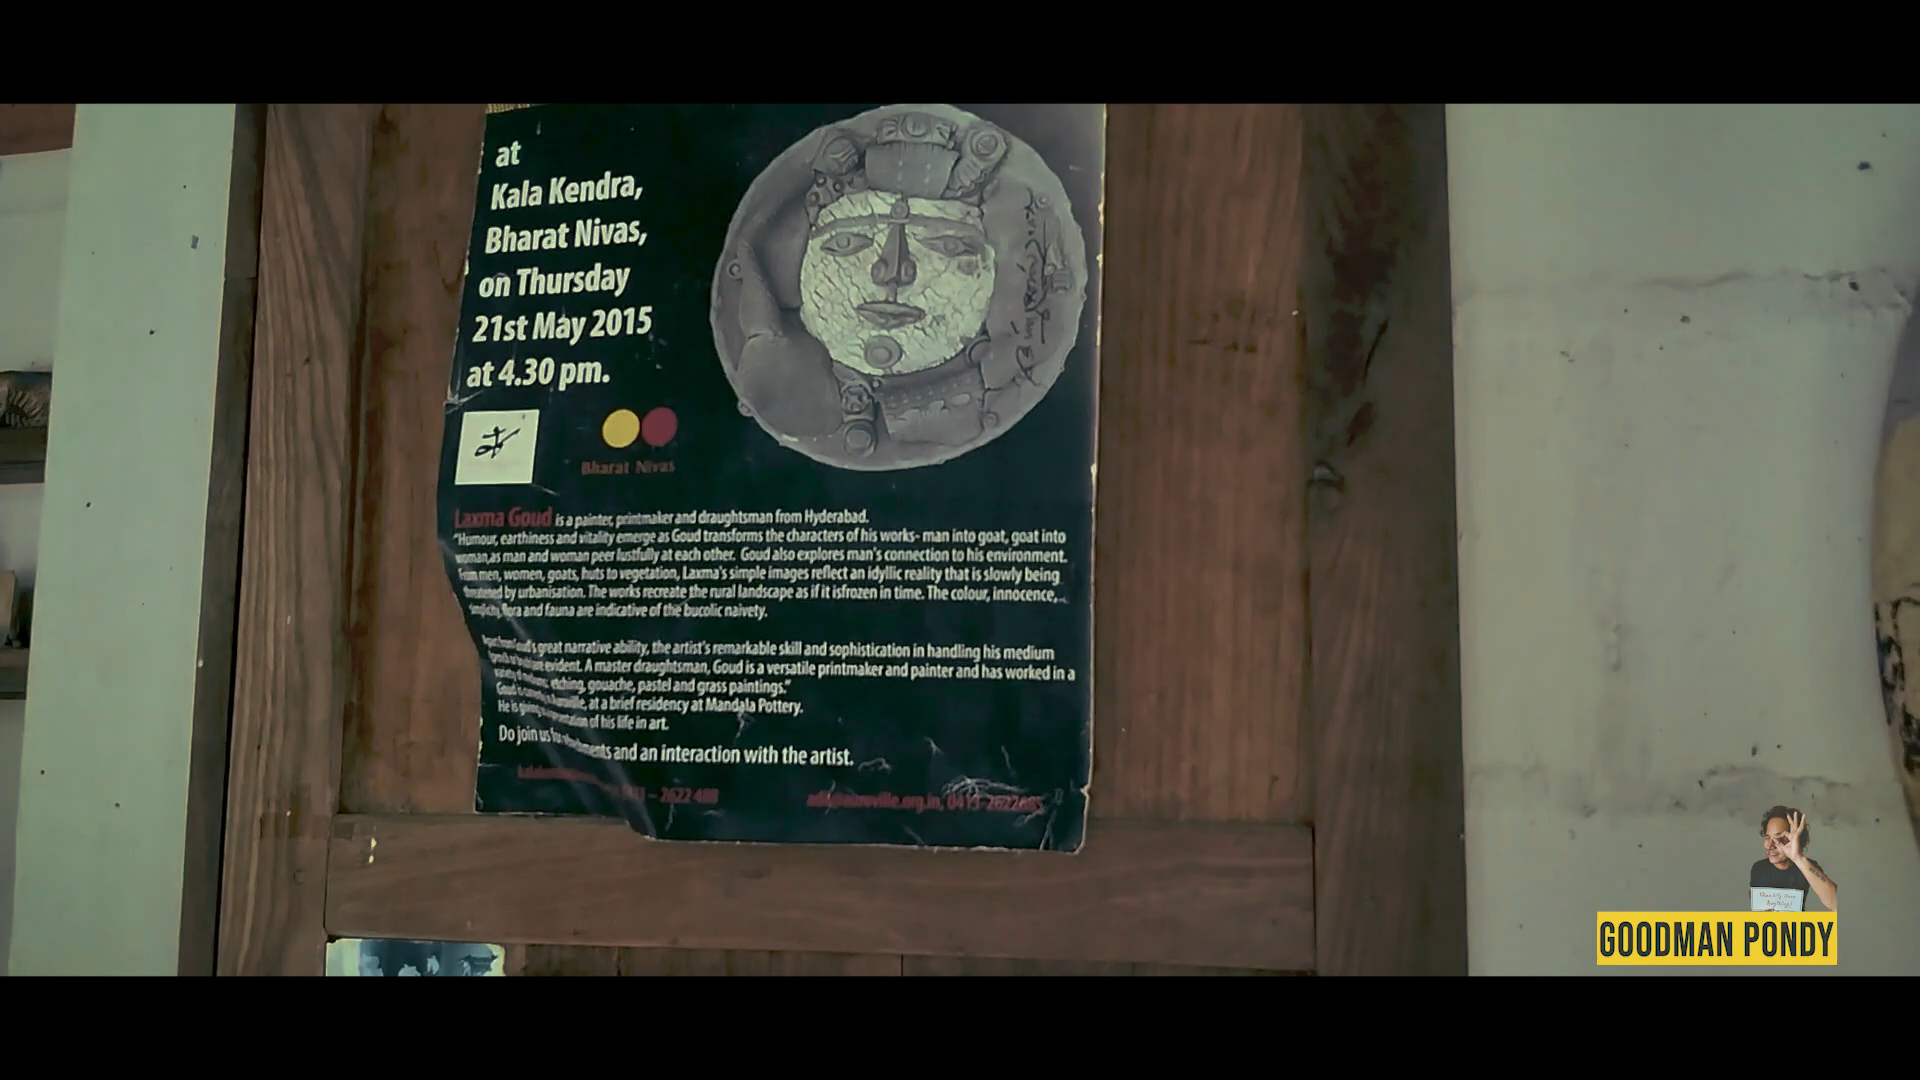 at
Kala Kendra,
Bharat Nivas,
on Thursday
21st May 2015
at 4.30 pm.
Bharat Nivas
Laxma Goud is a painter, printmaker and draughtsman from Hyderabad.
"Humour, earthiness and vitality emerge as Goud transforms the characters of his works- man into goat, goat into
woman,as man and woman peer lustfully at each other. Goud also explores man's connection to his environment.
From men, women, goats, huts to vegetation, Laxma's simple images reflect an idyllic reality that is slowly being
threatened by urbanisation. The works recreate the rural landscape as if it isfrozen in time. The colour, innocence,
flora and fauna are indicative of the bucolic naivety.
great narrative ability, the artist's remarkable skill and sophistication in handling his medium
are evident. A master draughtsman, Goud is a versatile printmaker and painter and has worked in a
etching, gouache, pastel and grass paintings."
Goud is at a brief residency at Mandala Pottery.
He is giving of his life in art.
Do join us and an interaction with the artist.
– 2622 488
GOODMAN PONDY